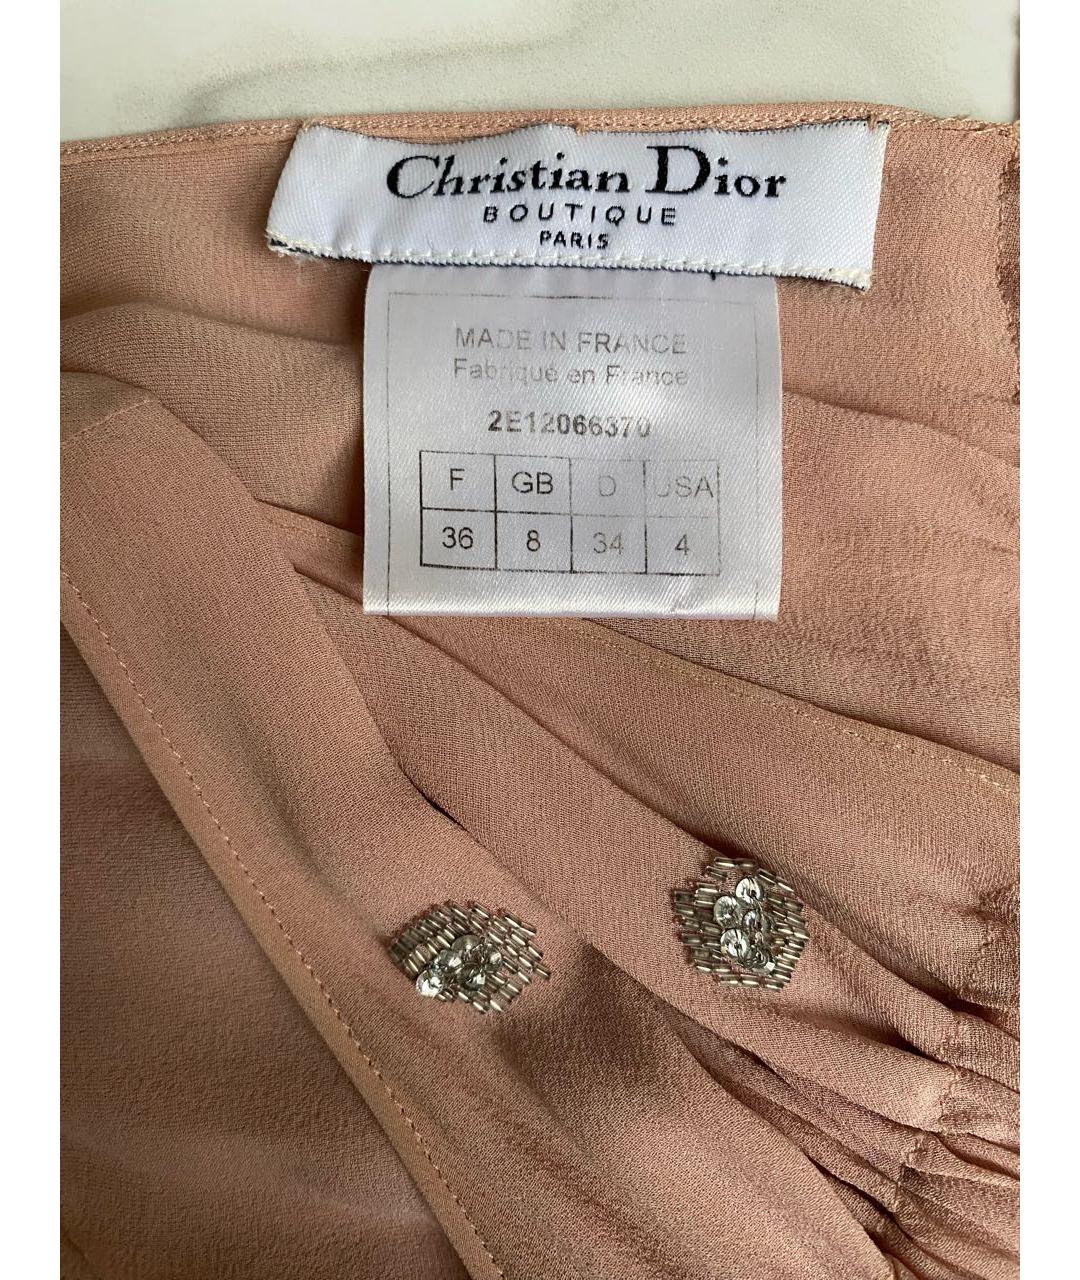 Christian Dior
BOUTIQUE
PARIS
MADE IN FRANCE
Fabriqué en France
2E12066370
F GB D USA
36 8 34 4